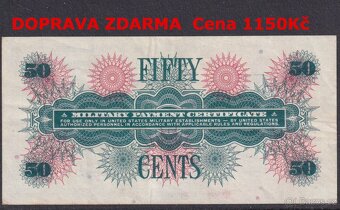 DOPRAVA ZDARMA Cena 1150Kč
50 FIFTY 50
MILITARY PAYMENT CERTIFICATE
FOR USE ONLY IN UNITED STATES MILITARY ESTABLISHMENTS - BY UNITED STATES
AUTHORIZED PERSONNEL IN ACCORDANCE WITH APPLICABLE RULES AND REGULATIONS.
50 CENTS 50